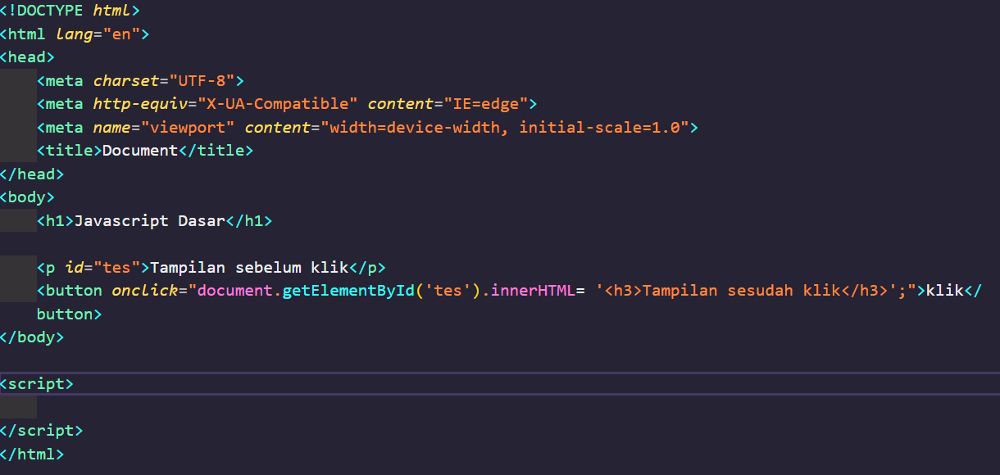 <!DOCTYPE html>
<html lang="en">
<head>
    <meta charset="UTF-8">
    <meta http-equiv="X-UA-Compatible" content="IE=edge">
    <meta name="viewport" content="width=device-width, initial-scale=1.0">
    <title>Document</title>
</head>
<body>
    <h1>Javascript Dasar</h1>

    <p id="tes">Tampilan sebelum klik</p>
    <button onclick="document.getElementById('tes').innerHTML= '<h3>Tampilan sesudah klik</h3>';">klik</
    button>
</body>

<script>

</script>
</html>